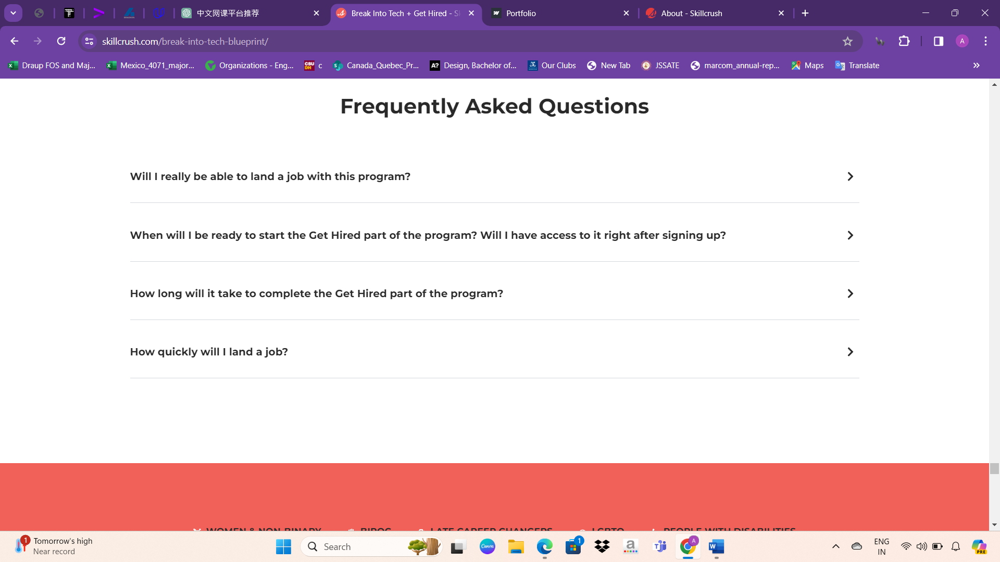 中文网课平台推荐
Break Into Tech + Get Hired - Sk
Portfolio
About - Skillcrush
skillcrush.com/break-into-tech-blueprint/
A
Draup FOS and Maj...
Mexico_4071_major...
Organizations - Eng...
CSU DH c
Canada_Quebec_Pr...
A? Design, Bachelor of...
Our Clubs
New Tab
JSSATE
marcom_annual-rep...
Maps
Translate
Frequently Asked Questions
Will I really be able to land a job with this program?
When will I be ready to start the Get Hired part of the program? Will I have access to it right after signing up?
How long will it take to complete the Get Hired part of the program?
How quickly will I land a job?
WOMEN & NON-BINARY
BIPOC
LATE CAREER CHANGERS
LGBTQ
PEOPLE WITH DISABILITIES
1
Tomorrow's high
Near record
Search
Canva
1
a
A
W
ENG
IN
PRE